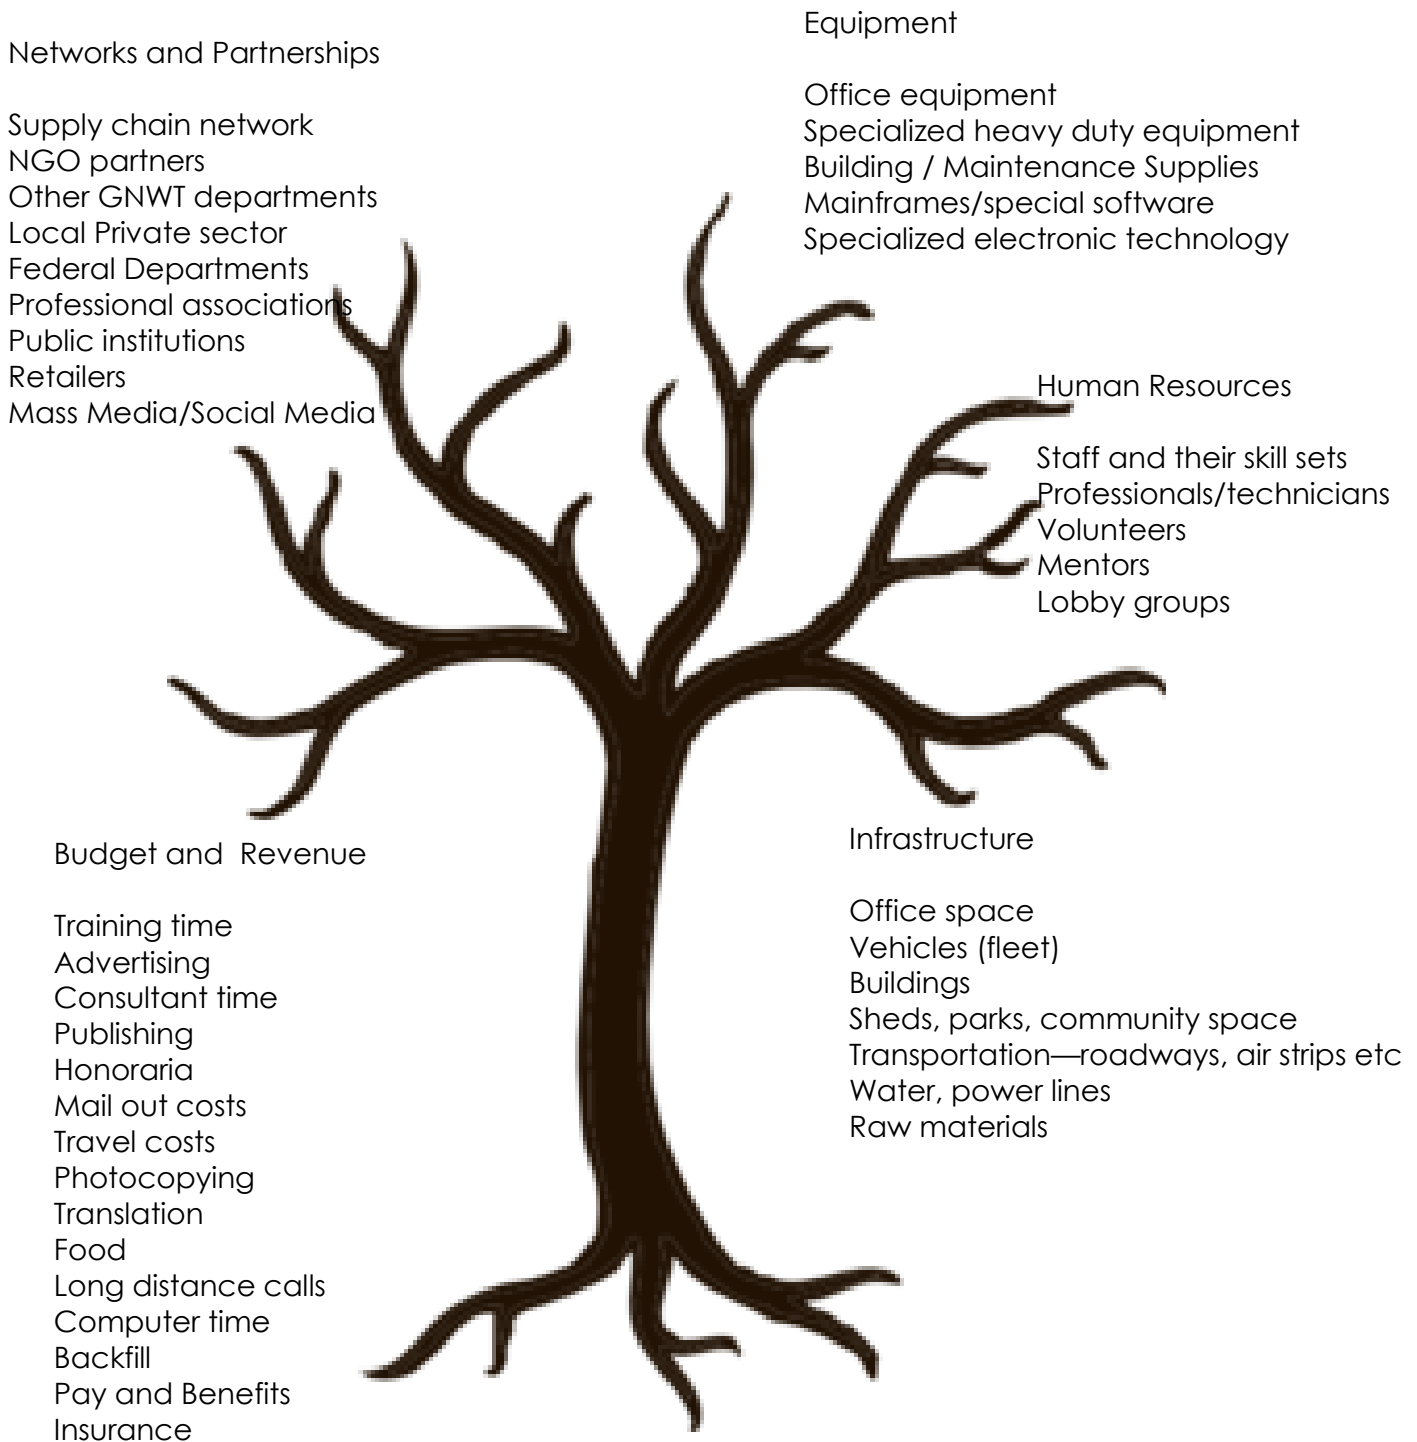 Networks and Partnerships
Supply chain network
NGO partners
Other GNWT departments
Local Private sector
Federal Departments
Professional associations
Public institutions
Retailers
Mass Media/Social Media
Equipment
Office equipment
Specialized heavy duty equipment
Building / Maintenance Supplies
Mainframes/special software
Specialized electronic technology
Human Resources
Staff and their skill sets
Professionals/technicians
Volunteers
Mentors
Lobby groups
Budget and  Revenue
Training time
Advertising
Consultant time
Publishing
Honoraria
Mail out costs
Travel costs
Photocopying
Translation
Food
Long distance calls
Computer time
Backfill
Pay and Benefits
Insurance
Infrastructure
Office space
Vehicles (fleet)
Buildings
Sheds, parks, community space
Transportation—roadways, air strips etc
Water, power lines
Raw materials